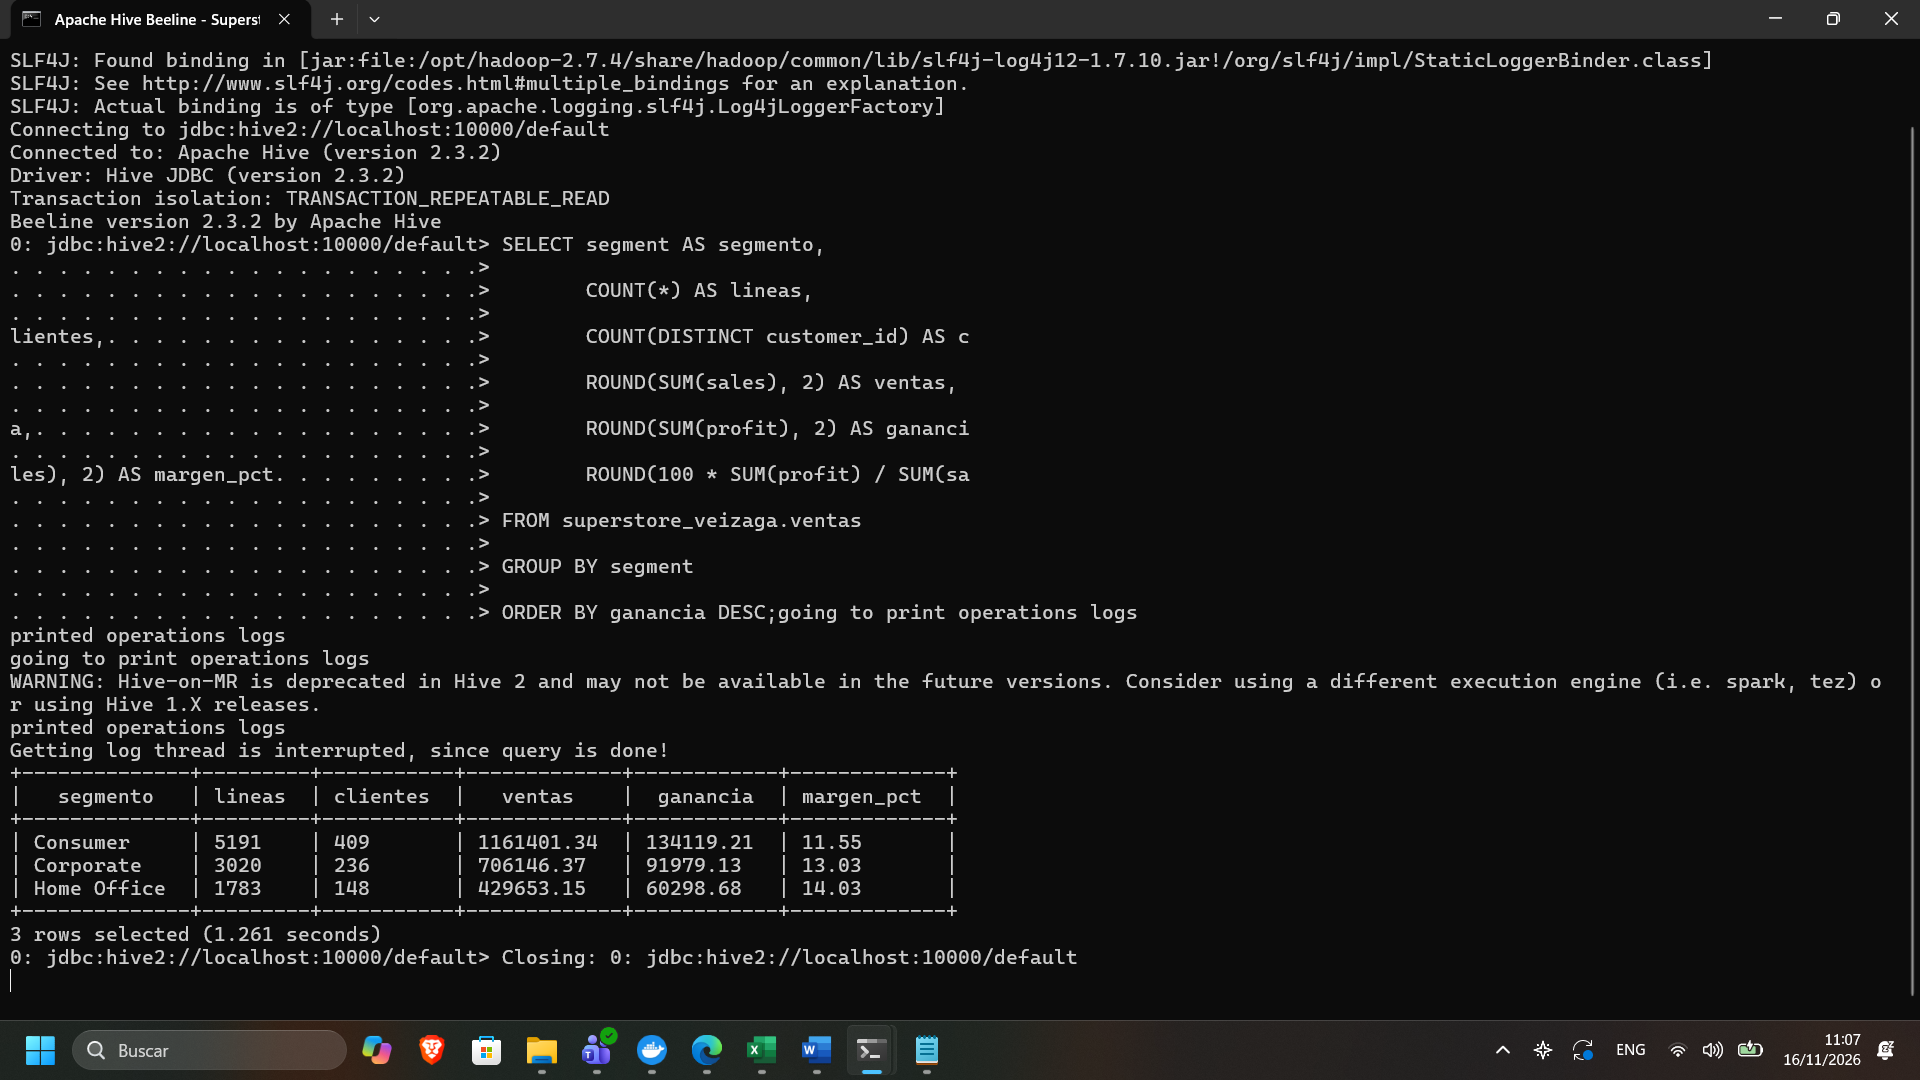 Apache Hive Beeline - Superst
SLF4J: Found binding in [jar:file:/opt/hadoop-2.7.4/share/hadoop/common/lib/slf4j-log4j12-1.7.10.jar!/org/slf4j/impl/StaticLoggerBinder.class]
SLF4J: See http://www.slf4j.org/codes.html#multiple_bindings for an explanation.
SLF4J: Actual binding is of type [org.apache.logging.slf4j.Log4jLoggerFactory]
Connecting to jdbc:hive2://localhost:10000/default
Connected to: Apache Hive (version 2.3.2)
Driver: Hive JDBC (version 2.3.2)
Transaction isolation: TRANSACTION_REPEATABLE_READ
Beeline version 2.3.2 by Apache Hive
0: jdbc:hive2://localhost:10000/default> SELECT segment AS segmento,
. . . . . . . . . . . . . . . . . . . .>
. . . . . . . . . . . . . . . . . . . .>        COUNT(*) AS lineas,
. . . . . . . . . . . . . . . . . . . .>
lientes,. . . . . . . . . . . . . . . .>        COUNT(DISTINCT customer_id) AS c
. . . . . . . . . . . . . . . . . . . .>
. . . . . . . . . . . . . . . . . . . .>        ROUND(SUM(sales), 2) AS ventas,
. . . . . . . . . . . . . . . . . . . .>
a,. . . . . . . . . . . . . . . . . . .>        ROUND(SUM(profit), 2) AS gananci
. . . . . . . . . . . . . . . . . . . .>
les), 2) AS margen_pct. . . . . . . . .>        ROUND(100 * SUM(profit) / SUM(sa
. . . . . . . . . . . . . . . . . . . .>
. . . . . . . . . . . . . . . . . . . .> FROM superstore_veizaga.ventas
. . . . . . . . . . . . . . . . . . . .>
. . . . . . . . . . . . . . . . . . . .> GROUP BY segment
. . . . . . . . . . . . . . . . . . . .>
. . . . . . . . . . . . . . . . . . . .> ORDER BY ganancia DESC;going to print operations logs
printed operations logs
going to print operations logs
WARNING: Hive-on-MR is deprecated in Hive 2 and may not be available in the future versions. Consider using a different execution engine (i.e. spark, tez) o
r using Hive 1.X releases.
printed operations logs
Getting log thread is interrupted, since query is done!
+--------------+---------+-----------+-------------+------------+-------------+
|   segmento   | lineas  | clientes  |   ventas    |  ganancia  | margen_pct  |
+--------------+---------+-----------+-------------+------------+-------------+
| Consumer     | 5191    | 409       | 1161401.34  | 134119.21  | 11.55       |
| Corporate    | 3020    | 236       | 706146.37   | 91979.13   | 13.03       |
| Home Office  | 1783    | 148       | 429653.15   | 60298.68   | 14.03       |
+--------------+---------+-----------+-------------+------------+-------------+
3 rows selected (1.261 seconds)
0: jdbc:hive2://localhost:10000/default> Closing: 0: jdbc:hive2://localhost:10000/default
Buscar
ENG
11:07
16/11/2026